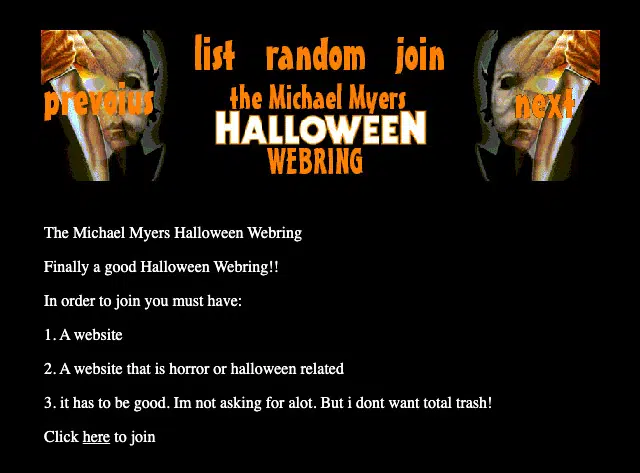 list random join
prevoius
the Michael Myers
next
HALLOWEEN
WEBRING
The Michael Myers Halloween Webring
Finally a good Halloween Webring!!
In order to join you must have:
1. A website
2. A website that is horror or halloween related
3. it has to be good. Im not asking for alot. But i dont want total trash!
Click here to join